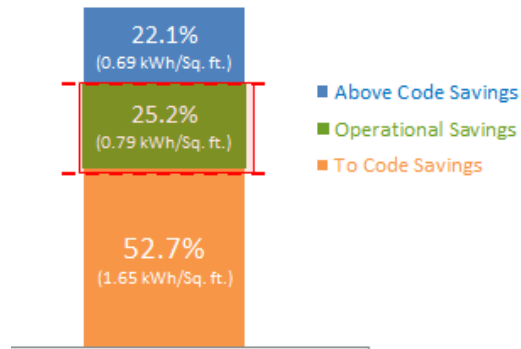 22.1%
(0.69 kWh/Sq. ft.)
25.2%
(0.79 kWh/Sq. ft.)
52.7%
(1.65 kWh/Sq. ft.)
Above Code Savings
Operational Savings
To Code Savings